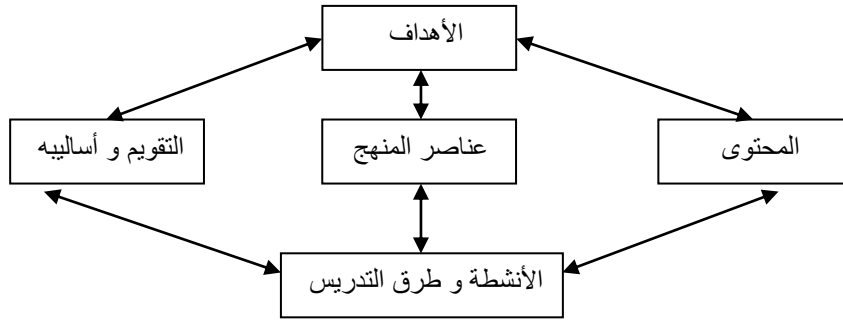 الأهداف
المحتوى
عناصر المنهج
التقويم و أساليبه
الأنشطة و طرق التدريس